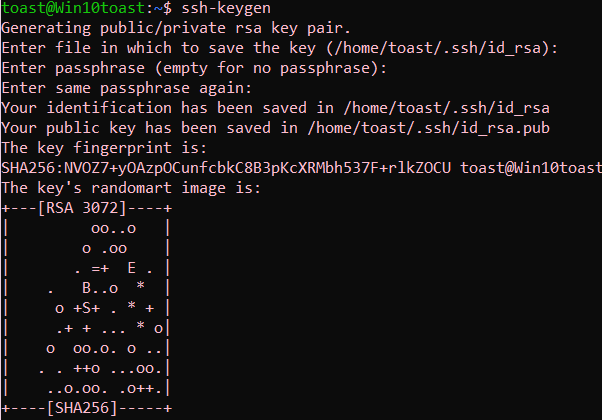 toast@Win10toast:~$ ssh-keygen
Generating public/private rsa key pair.
Enter file in which to save the key (/home/toast/.ssh/id_rsa):
Enter passphrase (empty for no passphrase):
Enter same passphrase again:
Your identification has been saved in /home/toast/.ssh/id_rsa
Your public key has been saved in /home/toast/.ssh/id_rsa.pub
The key fingerprint is:
SHA256:NVOZ7+yOAzpOCunfcbkC8B3pKcXRMbh537F+rlkZOCU toast@Win10toast
The key's randomart image is:
+---[RSA 3072]----+
|          oo..o   |
|         o .oo    |
|        . =+  E . |
|     .   B..o  *  |
|      o +S+ . * + |
|      .+ + ... * o|
|     o  oo.o. o ..|
|    . . ++o ...oo.|
|     ..o.oo. .o++.|
+----[SHA256]-----+